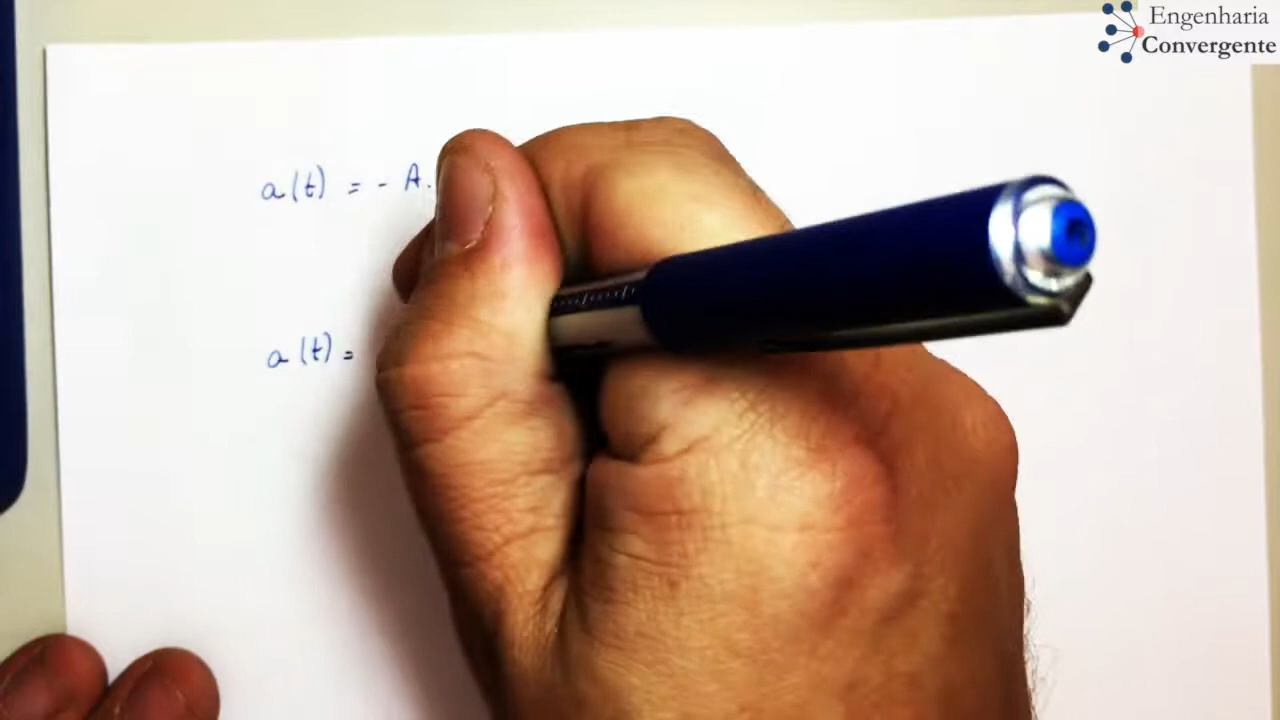 Engenharia
Convergente
a(t) = - A.
a(t) =